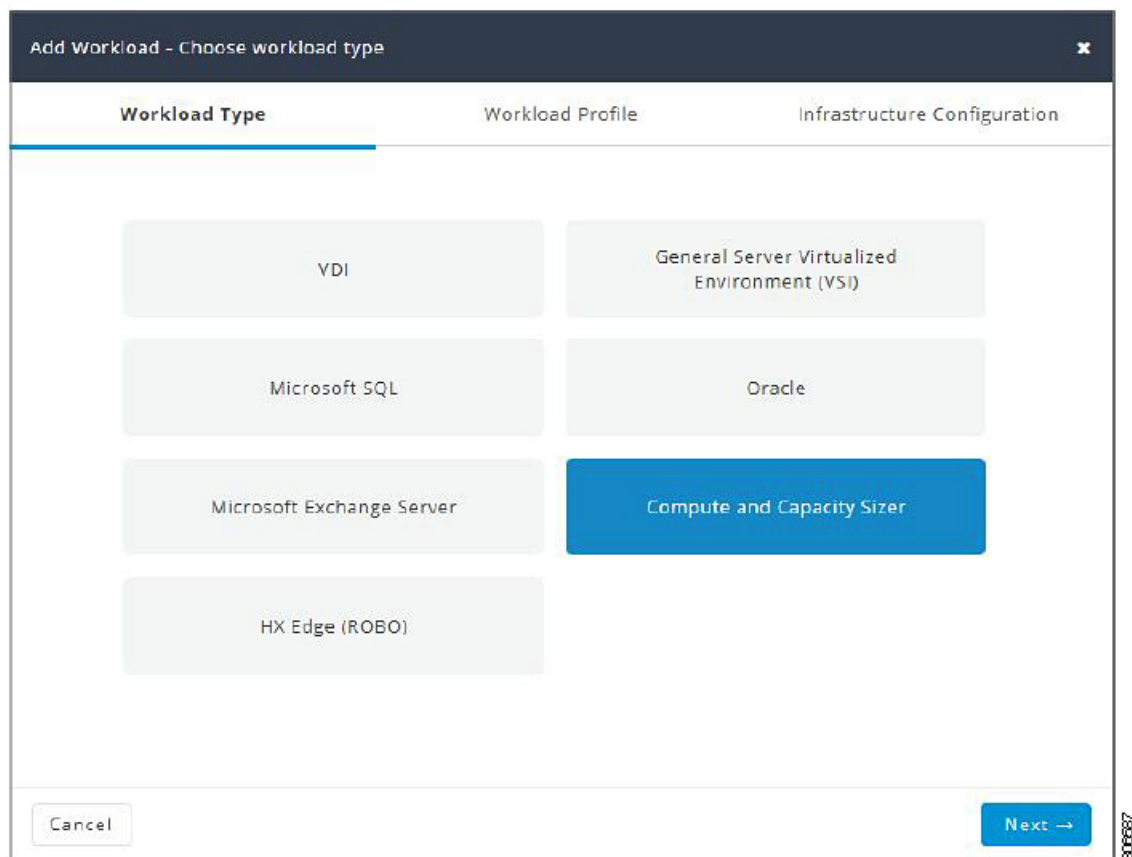 Add Workload - Choose workload type
Workload Type
Workload Profile
Infrastructure Configuration
VDI
General Server Virtualized
Environment (VSI)
Microsoft SQL
Oracle
Microsoft Exchange Server
Compute and Capacity Sizer
HX Edge (ROBO)
Cancel
Next →
306687